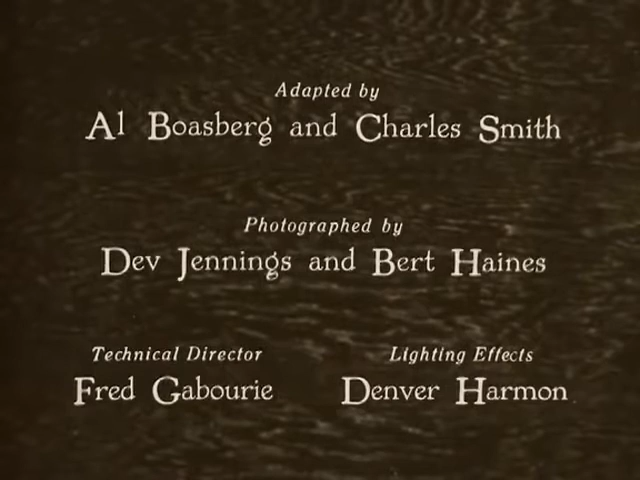 Adapted by
Al Boasberg and Charles Smith
Photographed by
Dev Jennings and Bert Haines
Technical Director
Lighting Effects
Fred Gabourie
Denver Harmon